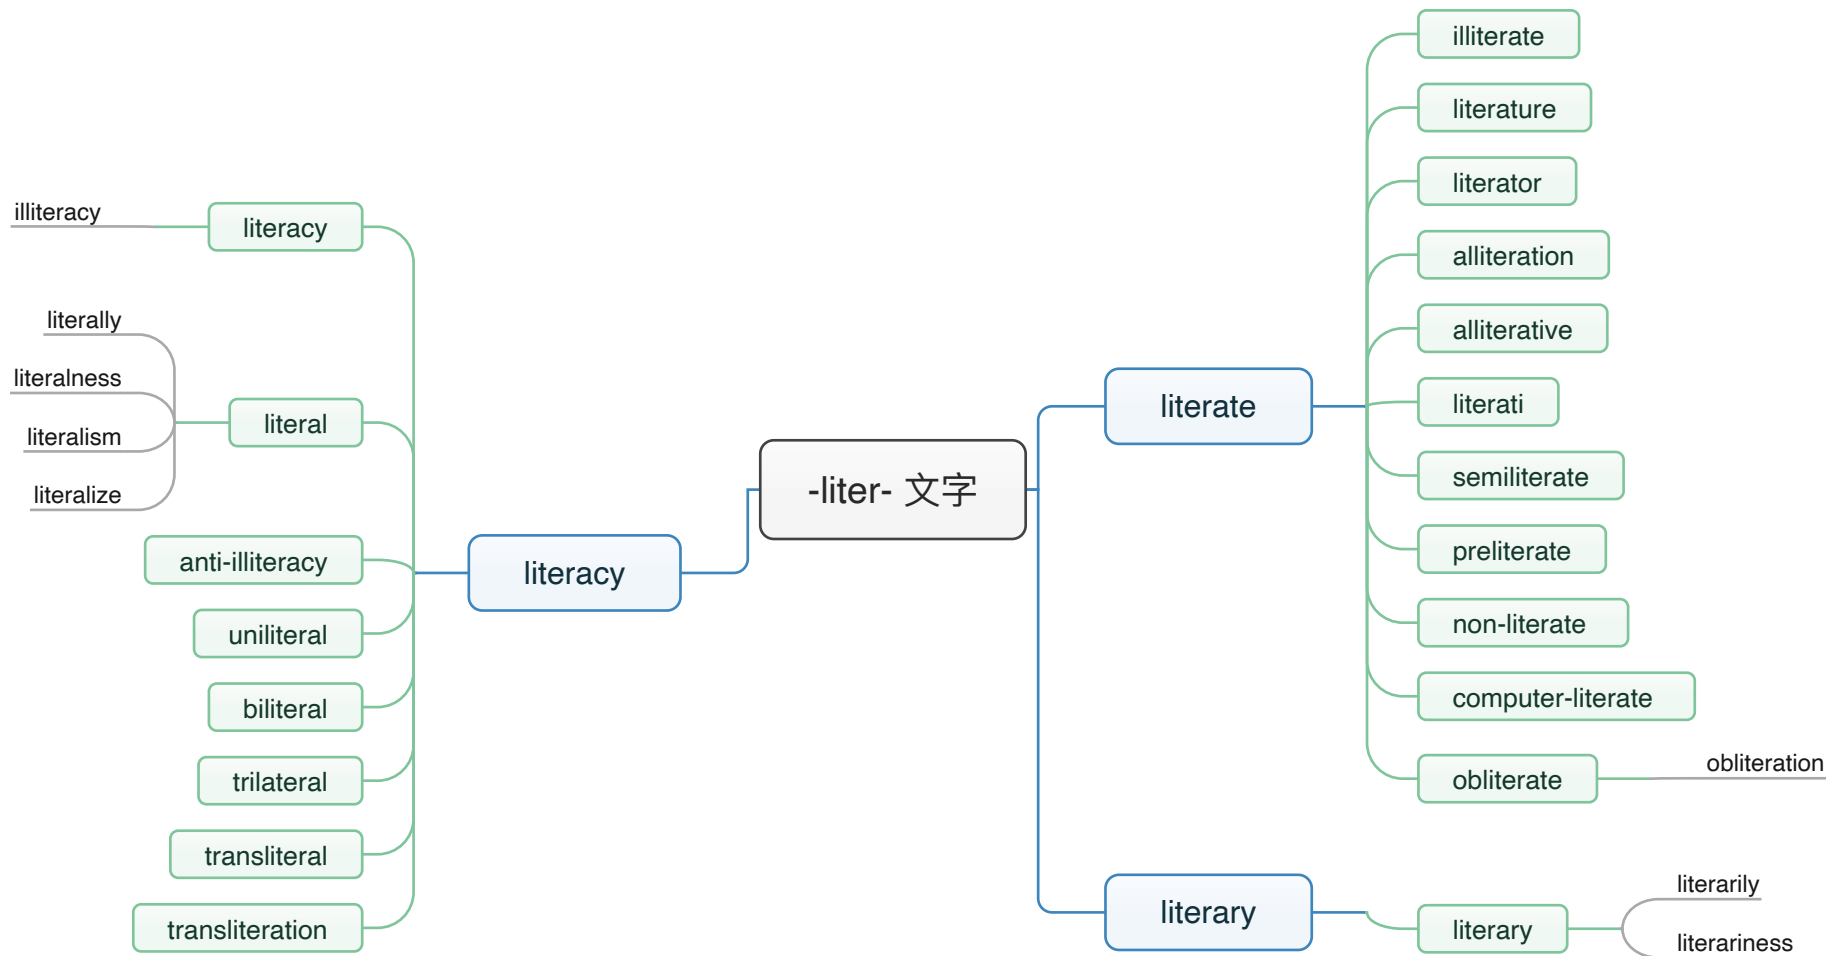 -liter- 文字
literate
illiterate
literature
literator
alliteration
alliterative
literati
semiliterate
preliterate
non-literate
computer-literate
obliterate
obliteration
literary
literary
literarily
literariness
literacy
literacy
illiteracy
literal
literally
literalness
literalism
literalize
anti-illiteracy
uniliteral
biliteral
trilateral
transliteral
transliteration